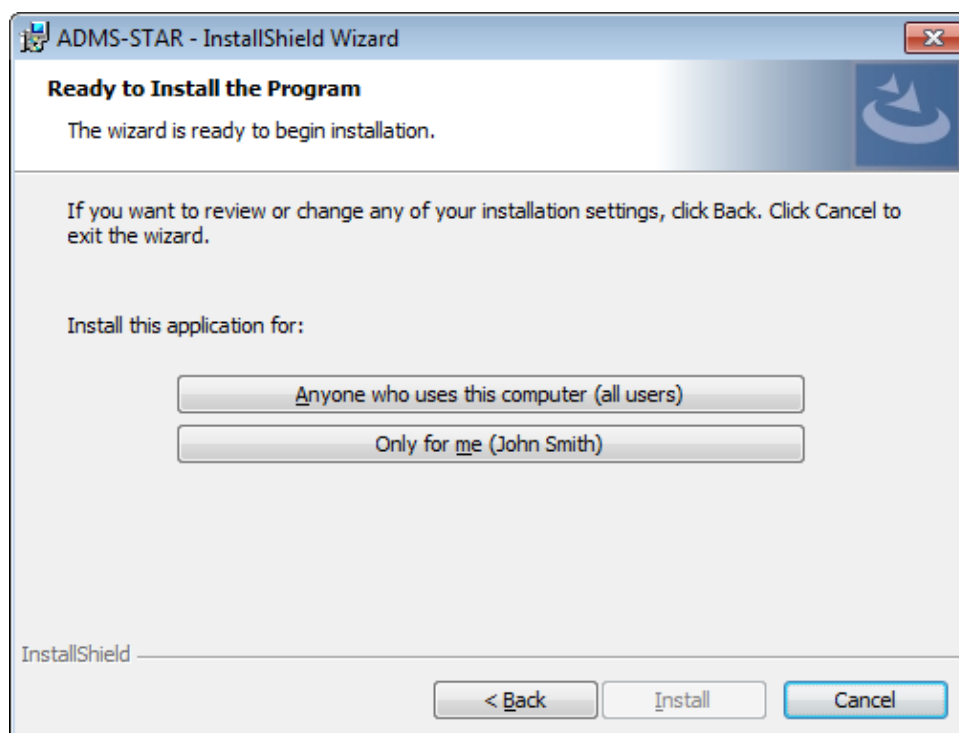 ADMS-STAR - InstallShield Wizard
Ready to Install the Program
The wizard is ready to begin installation.
If you want to review or change any of your installation settings, click Back. Click Cancel to
exit the wizard.
Install this application for:
Anyone who uses this computer (all users)
Only for me (John Smith)
InstallShield
< Back
Install
Cancel